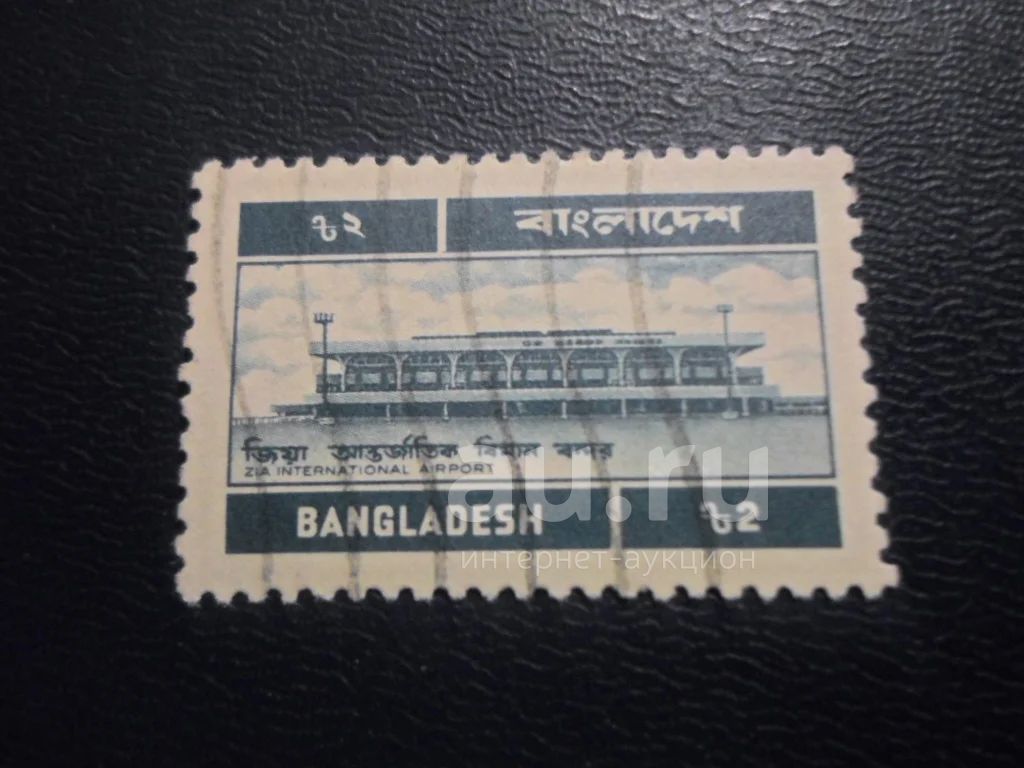 ৳২ বাংলাদেশ
জিয়া আন্তর্জাতিক বিমান বন্দর
ZIA INTERNATIONAL AIRPORT
BANGLADESH ৳2
au.ru
интернет аукцион